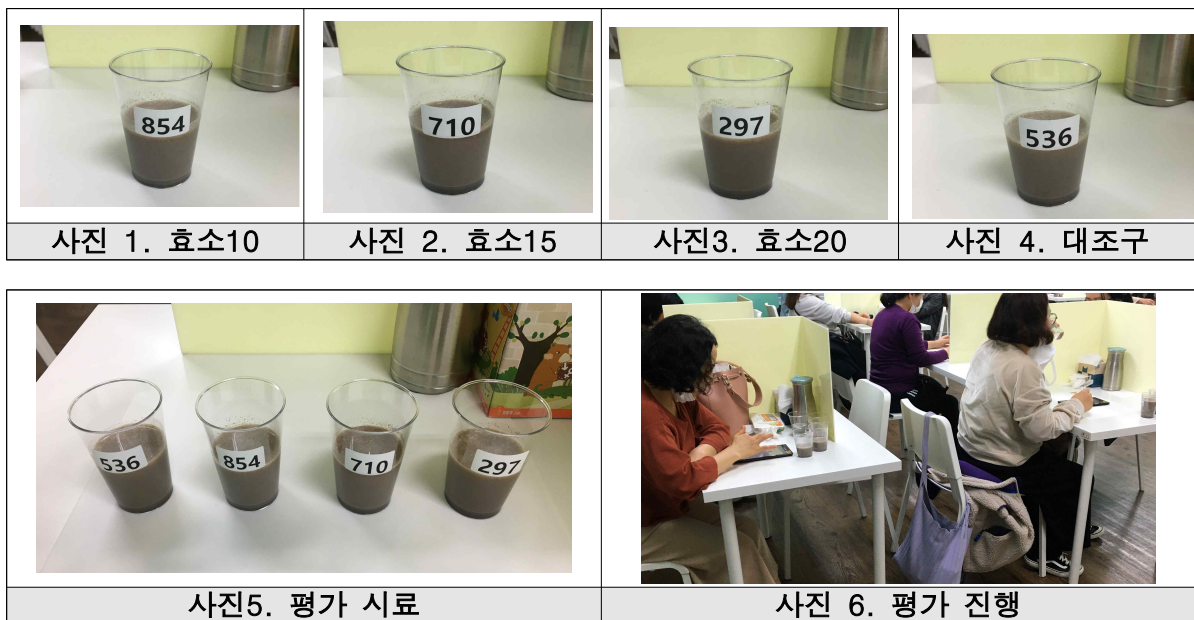 854
710
297
536
사진 1. 효소10
사진 2. 효소15
사진3. 효소20
사진 4. 대조구
536
854
710
297
사진5. 평가 시료
사진 6. 평가 진행